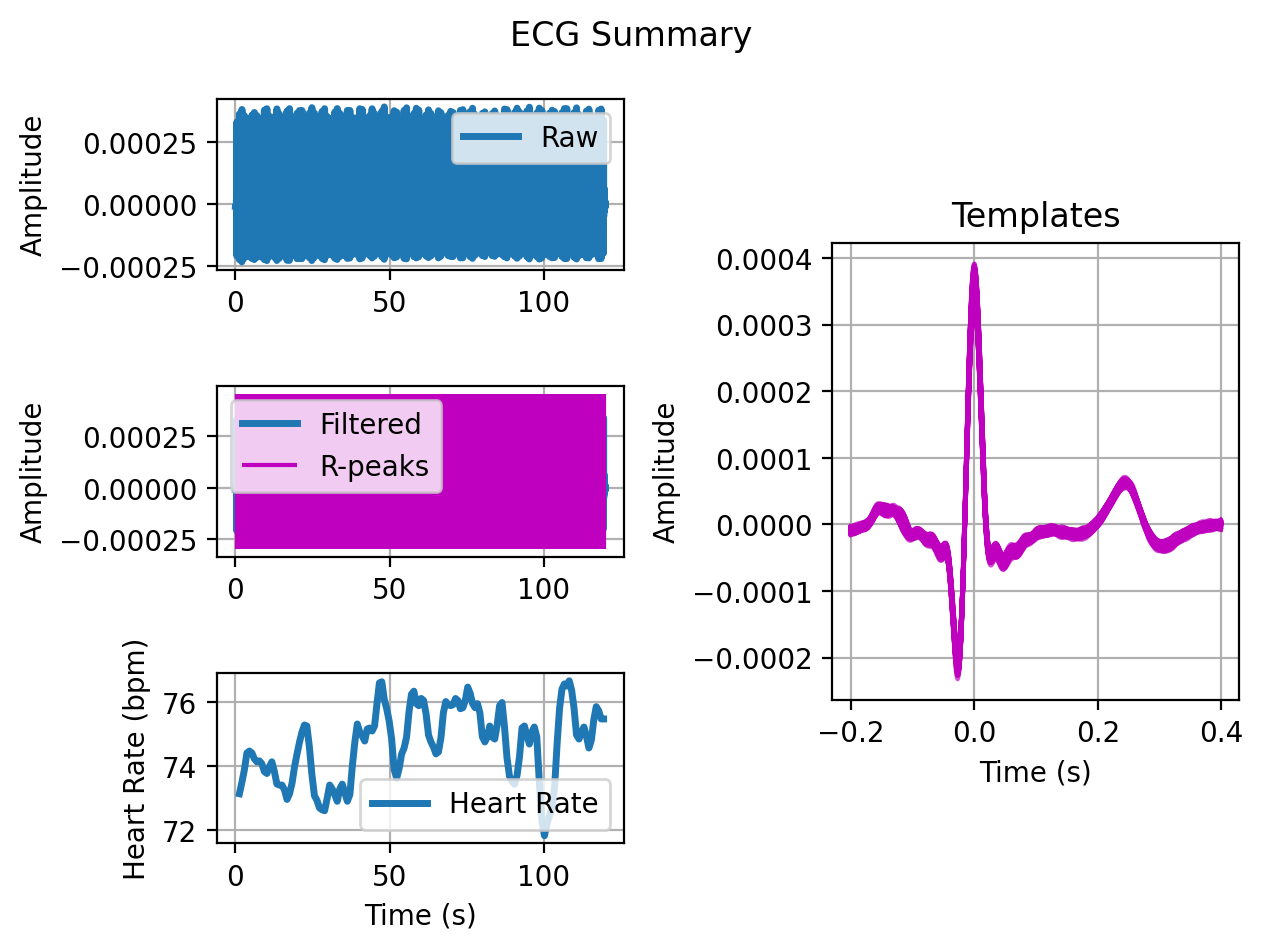 ECG Summary
Amplitude
0.00025
0.00000
−0.00025
Raw
0 50 100
Amplitude
0.00025
0.00000
−0.00025
Filtered
R-peaks
0 50 100
Heart Rate (bpm)
76
74
72
Heart Rate
0 50 100
Time (s)
Templates
Amplitude
0.0004
0.0003
0.0002
0.0001
0.0000
−0.0001
−0.0002
−0.2 0.0 0.2 0.4
Time (s)